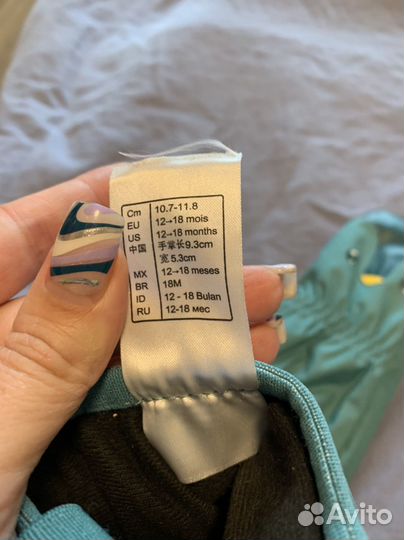 Cm 10.7-11.8
EU 12→18 mois
US 12→18 months
中国 手掌长9.3cm
宽5.3cm
MX 12→18 meses
BR 18M
ID 12 - 18 Bulan
RU 12-18 мес
Avito